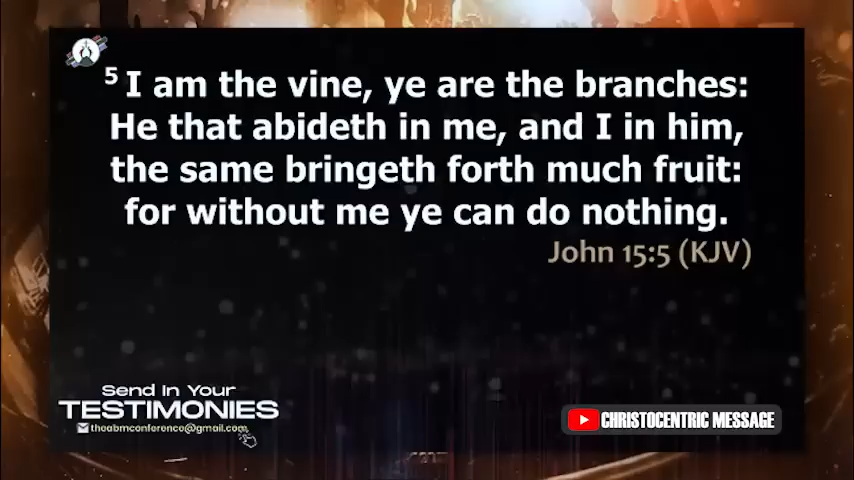 5 I am the vine, ye are the branches:
He that abideth in me, and I in him,
the same bringeth forth much fruit:
for without me ye can do nothing.
John 15:5 (KJV)
Send In Your
TESTIMONIES
theabmconference@gmail.com
CHRISTOCENTRIC MESSAGE